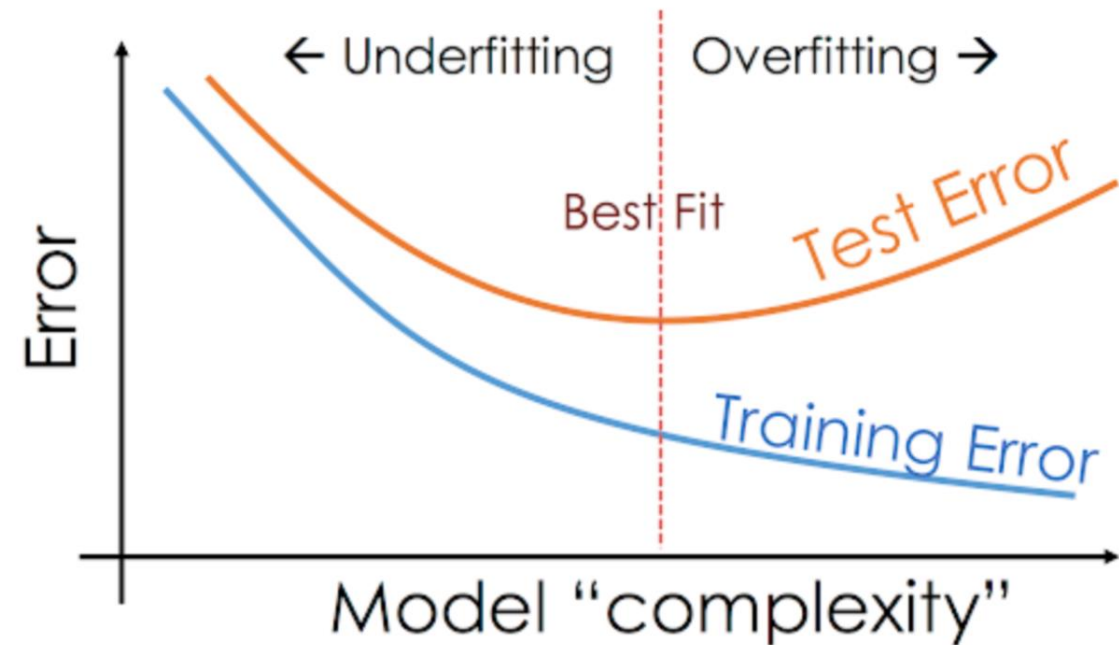 ← Underfitting
Overfitting →
Best Fit
Test Error
Training Error
Error
Model “complexity”